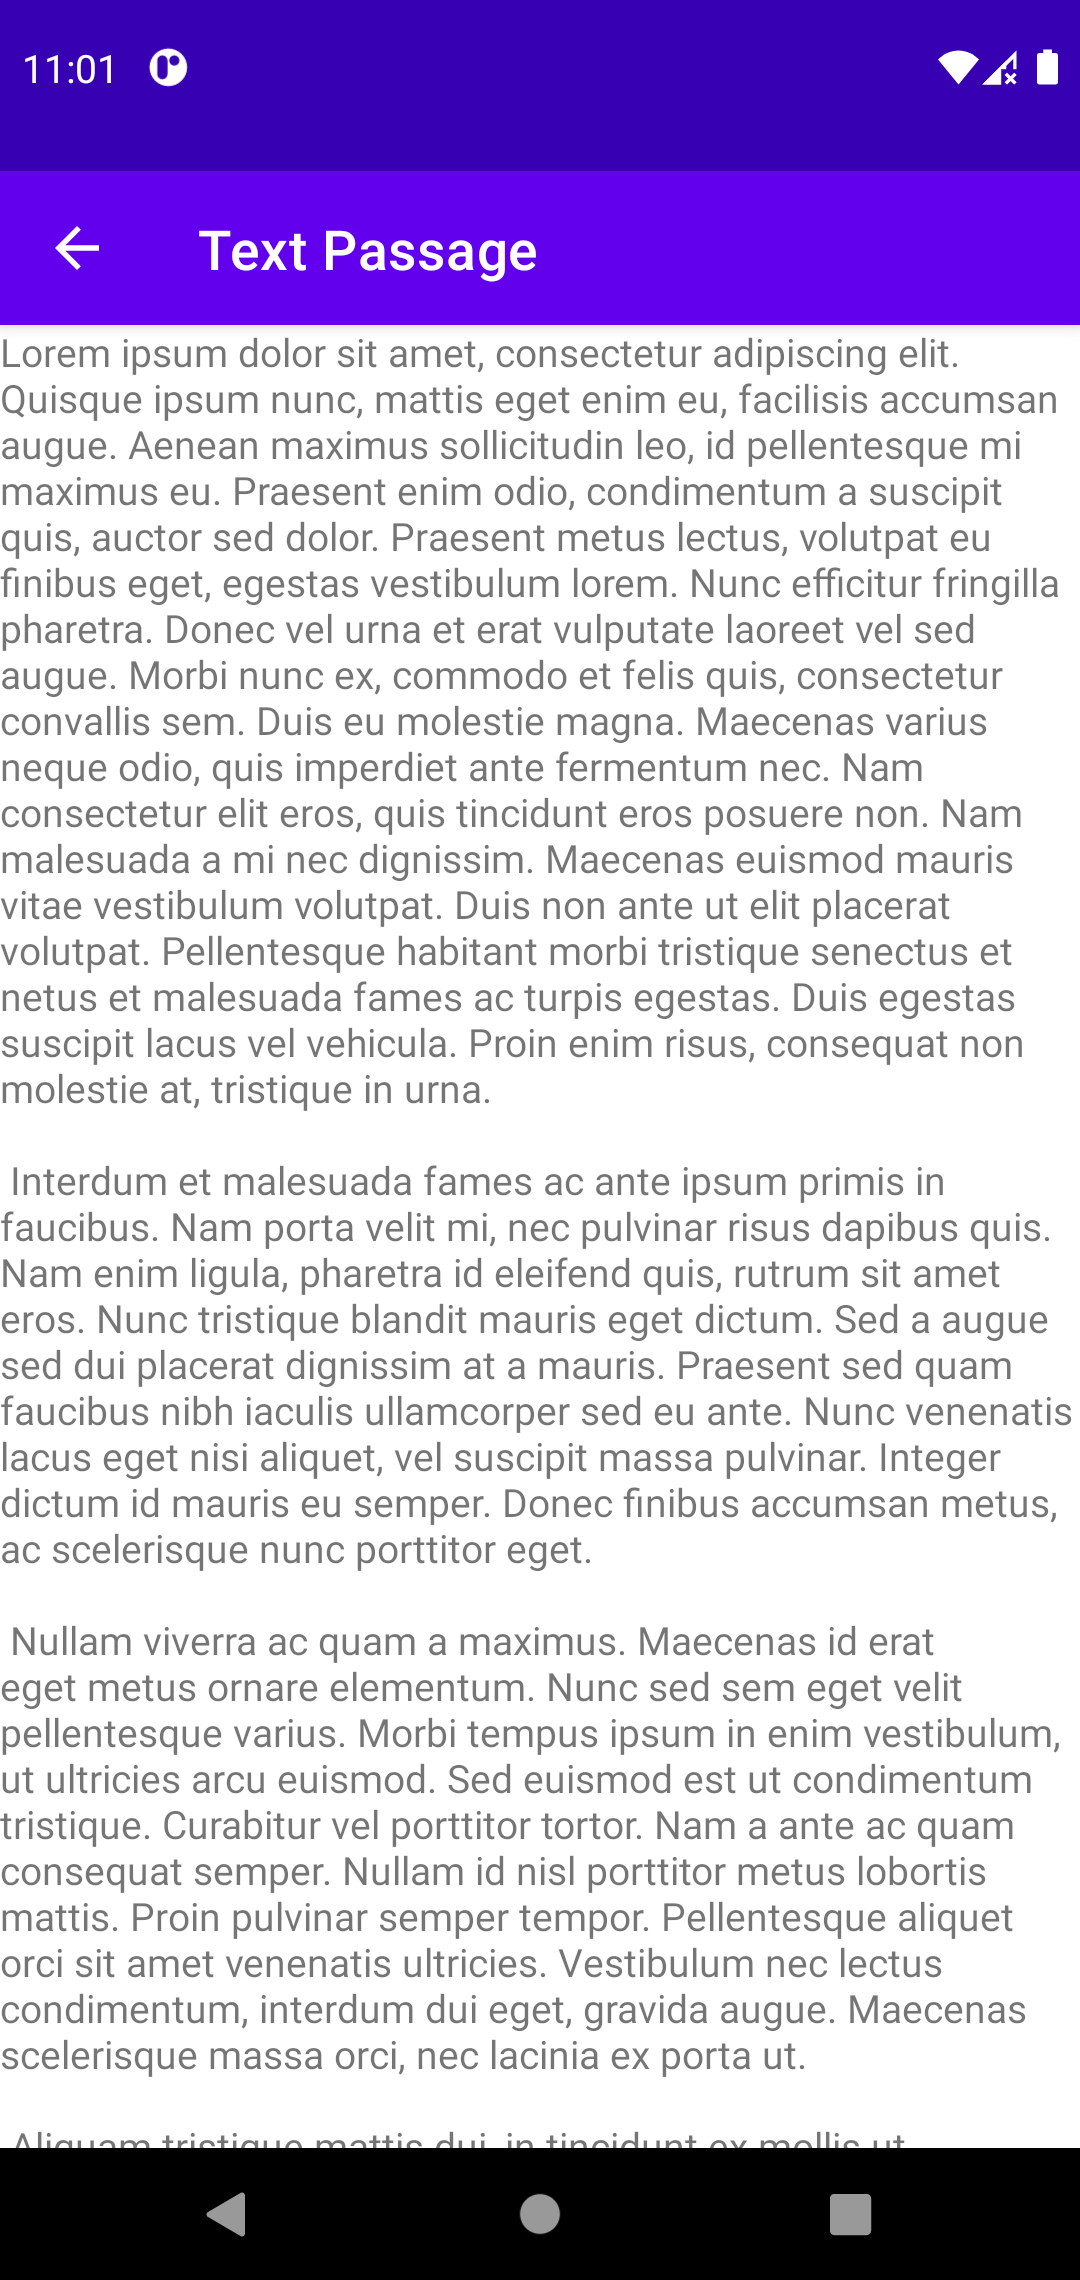 11:01
Text Passage
Lorem ipsum dolor sit amet, consectetur adipiscing elit.
Quisque ipsum nunc, mattis eget enim eu, facilisis accumsan
augue. Aenean maximus sollicitudin leo, id pellentesque mi
maximus eu. Praesent enim odio, condimentum a suscipit
quis, auctor sed dolor. Praesent metus lectus, volutpat eu
finibus eget, egestas vestibulum lorem. Nunc efficitur fringilla
pharetra. Donec vel urna et erat vulputate laoreet vel sed
augue. Morbi nunc ex, commodo et felis quis, consectetur
convallis sem. Duis eu molestie magna. Maecenas varius
neque odio, quis imperdiet ante fermentum nec. Nam
consectetur elit eros, quis tincidunt eros posuere non. Nam
malesuada a mi nec dignissim. Maecenas euismod mauris
vitae vestibulum volutpat. Duis non ante ut elit placerat
volutpat. Pellentesque habitant morbi tristique senectus et
netus et malesuada fames ac turpis egestas. Duis egestas
suscipit lacus vel vehicula. Proin enim risus, consequat non
molestie at, tristique in urna.
Interdum et malesuada fames ac ante ipsum primis in
faucibus. Nam porta velit mi, nec pulvinar risus dapibus quis.
Nam enim ligula, pharetra id eleifend quis, rutrum sit amet
eros. Nunc tristique blandit mauris eget dictum. Sed a augue
sed dui placerat dignissim at a mauris. Praesent sed quam
faucibus nibh iaculis ullamcorper sed eu ante. Nunc venenatis
lacus eget nisi aliquet, vel suscipit massa pulvinar. Integer
dictum id mauris eu semper. Donec finibus accumsan metus,
ac scelerisque nunc porttitor eget.
Nullam viverra ac quam a maximus. Maecenas id erat
eget metus ornare elementum. Nunc sed sem eget velit
pellentesque varius. Morbi tempus ipsum in enim vestibulum,
ut ultricies arcu euismod. Sed euismod est ut condimentum
tristique. Curabitur vel porttitor tortor. Nam a ante ac quam
consequat semper. Nullam id nisl porttitor metus lobortis
mattis. Proin pulvinar semper tempor. Pellentesque aliquet
orci sit amet venenatis ultricies. Vestibulum nec lectus
condimentum, interdum dui eget, gravida augue. Maecenas
scelerisque massa orci, nec lacinia ex porta ut.
Aliquam tristique mattis dui, in tincidunt ex mollis ut